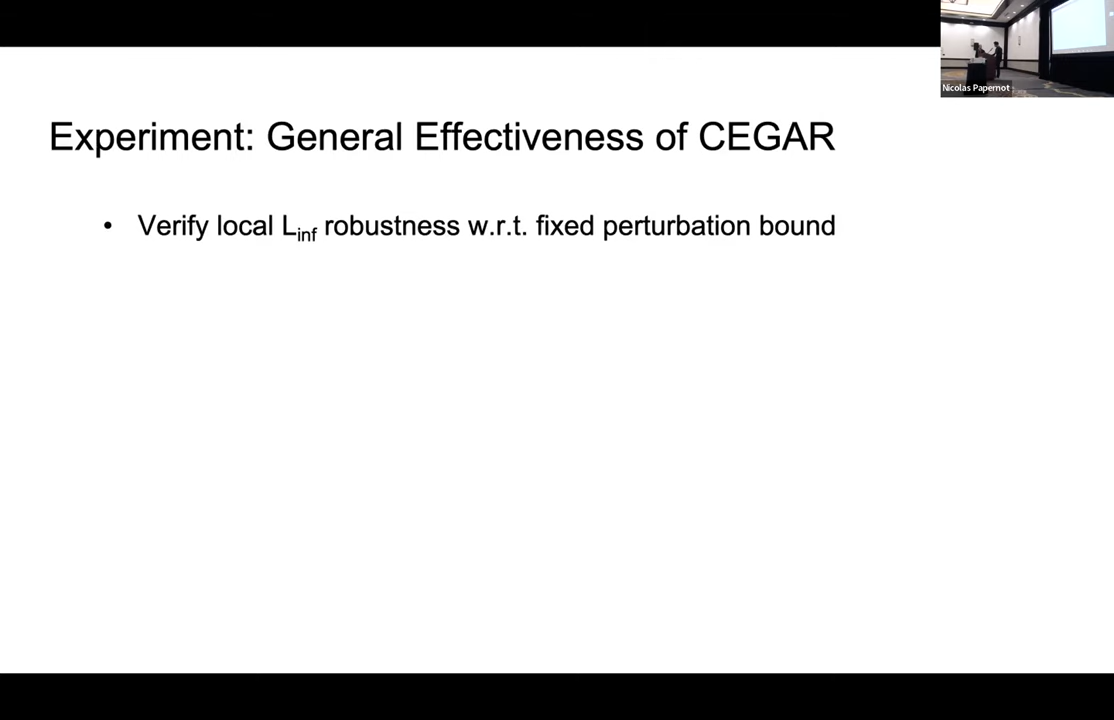 Nicolas Papernot
Experiment: General Effectiveness of CEGAR
• Verify local Linf robustness w.r.t. fixed perturbation bound